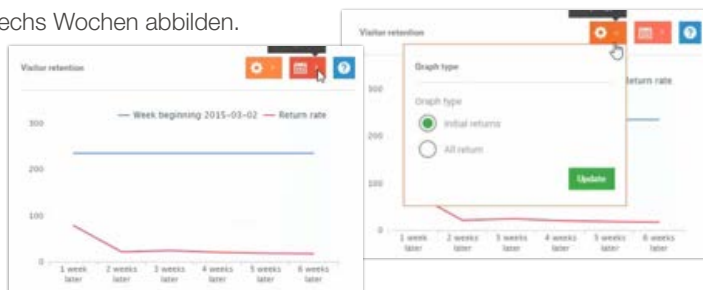 echs Wochen abbilden.
Visitor retention
Week beginning 2015-03-02 Return rate
300
200
100
0
1 week later
2 weeks later
3 weeks later
4 weeks later
5 weeks later
6 weeks later
Visitor retention
Graph type
Return rate
Graph type
Initial returns
All return
Update
300
200
100
0
1 week later
2 weeks later
3 weeks later
4 weeks later
5 weeks later
6 weeks later